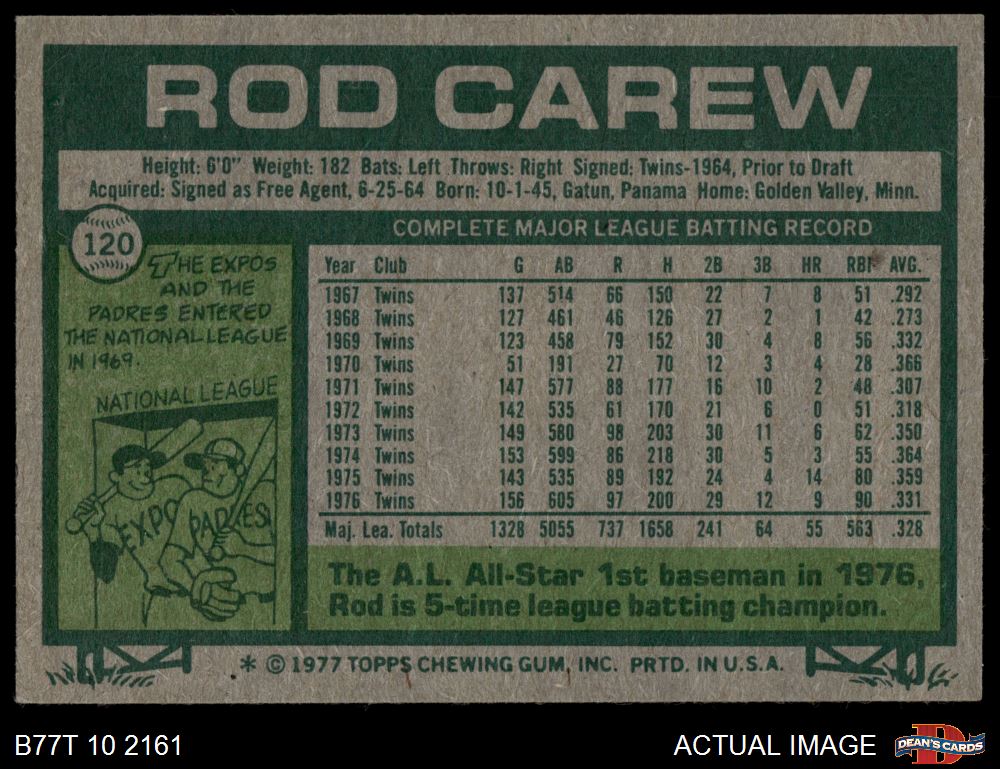 ROD CAREW
Height: 6'0" Weight: 182 Bats: Left Throws: Right Signed: Twins-1964, Prior to Draft
Acquired: Signed as Free Agent, 6-25-64 Born: 10-1-45, Gatun, Panama Home: Golden Valley, Minn.
120
THE EXPOS
AND THE
PADRES ENTERED
THE NATIONAL LEAGUE
IN 1969.
NATIONAL LEAGUE
EXPOS
PADRES
COMPLETE MAJOR LEAGUE BATTING RECORD
Year Club G AB R H 2B 3B HR RBI AVG.
1967 Twins 137 514 66 150 22 7 8 51 .292
1968 Twins 127 461 46 126 27 2 1 42 .273
1969 Twins 123 458 79 152 30 4 8 56 .332
1970 Twins 51 191 27 70 12 3 4 28 .366
1971 Twins 147 577 88 177 16 10 2 48 .307
1972 Twins 142 535 61 170 21 6 0 51 .318
1973 Twins 149 580 98 203 30 11 6 62 .350
1974 Twins 153 599 86 218 30 5 3 55 .364
1975 Twins 143 535 89 192 24 4 14 80 .359
1976 Twins 156 605 97 200 29 12 9 90 .331
Maj. Lea. Totals 1328 5055 737 1658 241 64 55 563 .328
The A.L. All-Star 1st baseman in 1976,
Rod is 5-time league batting champion.
* © 1977 TOPPS CHEWING GUM, INC. PRTD. IN U.S.A.
B77T 10 2161
ACTUAL IMAGE
D
DEAN'S CARDS